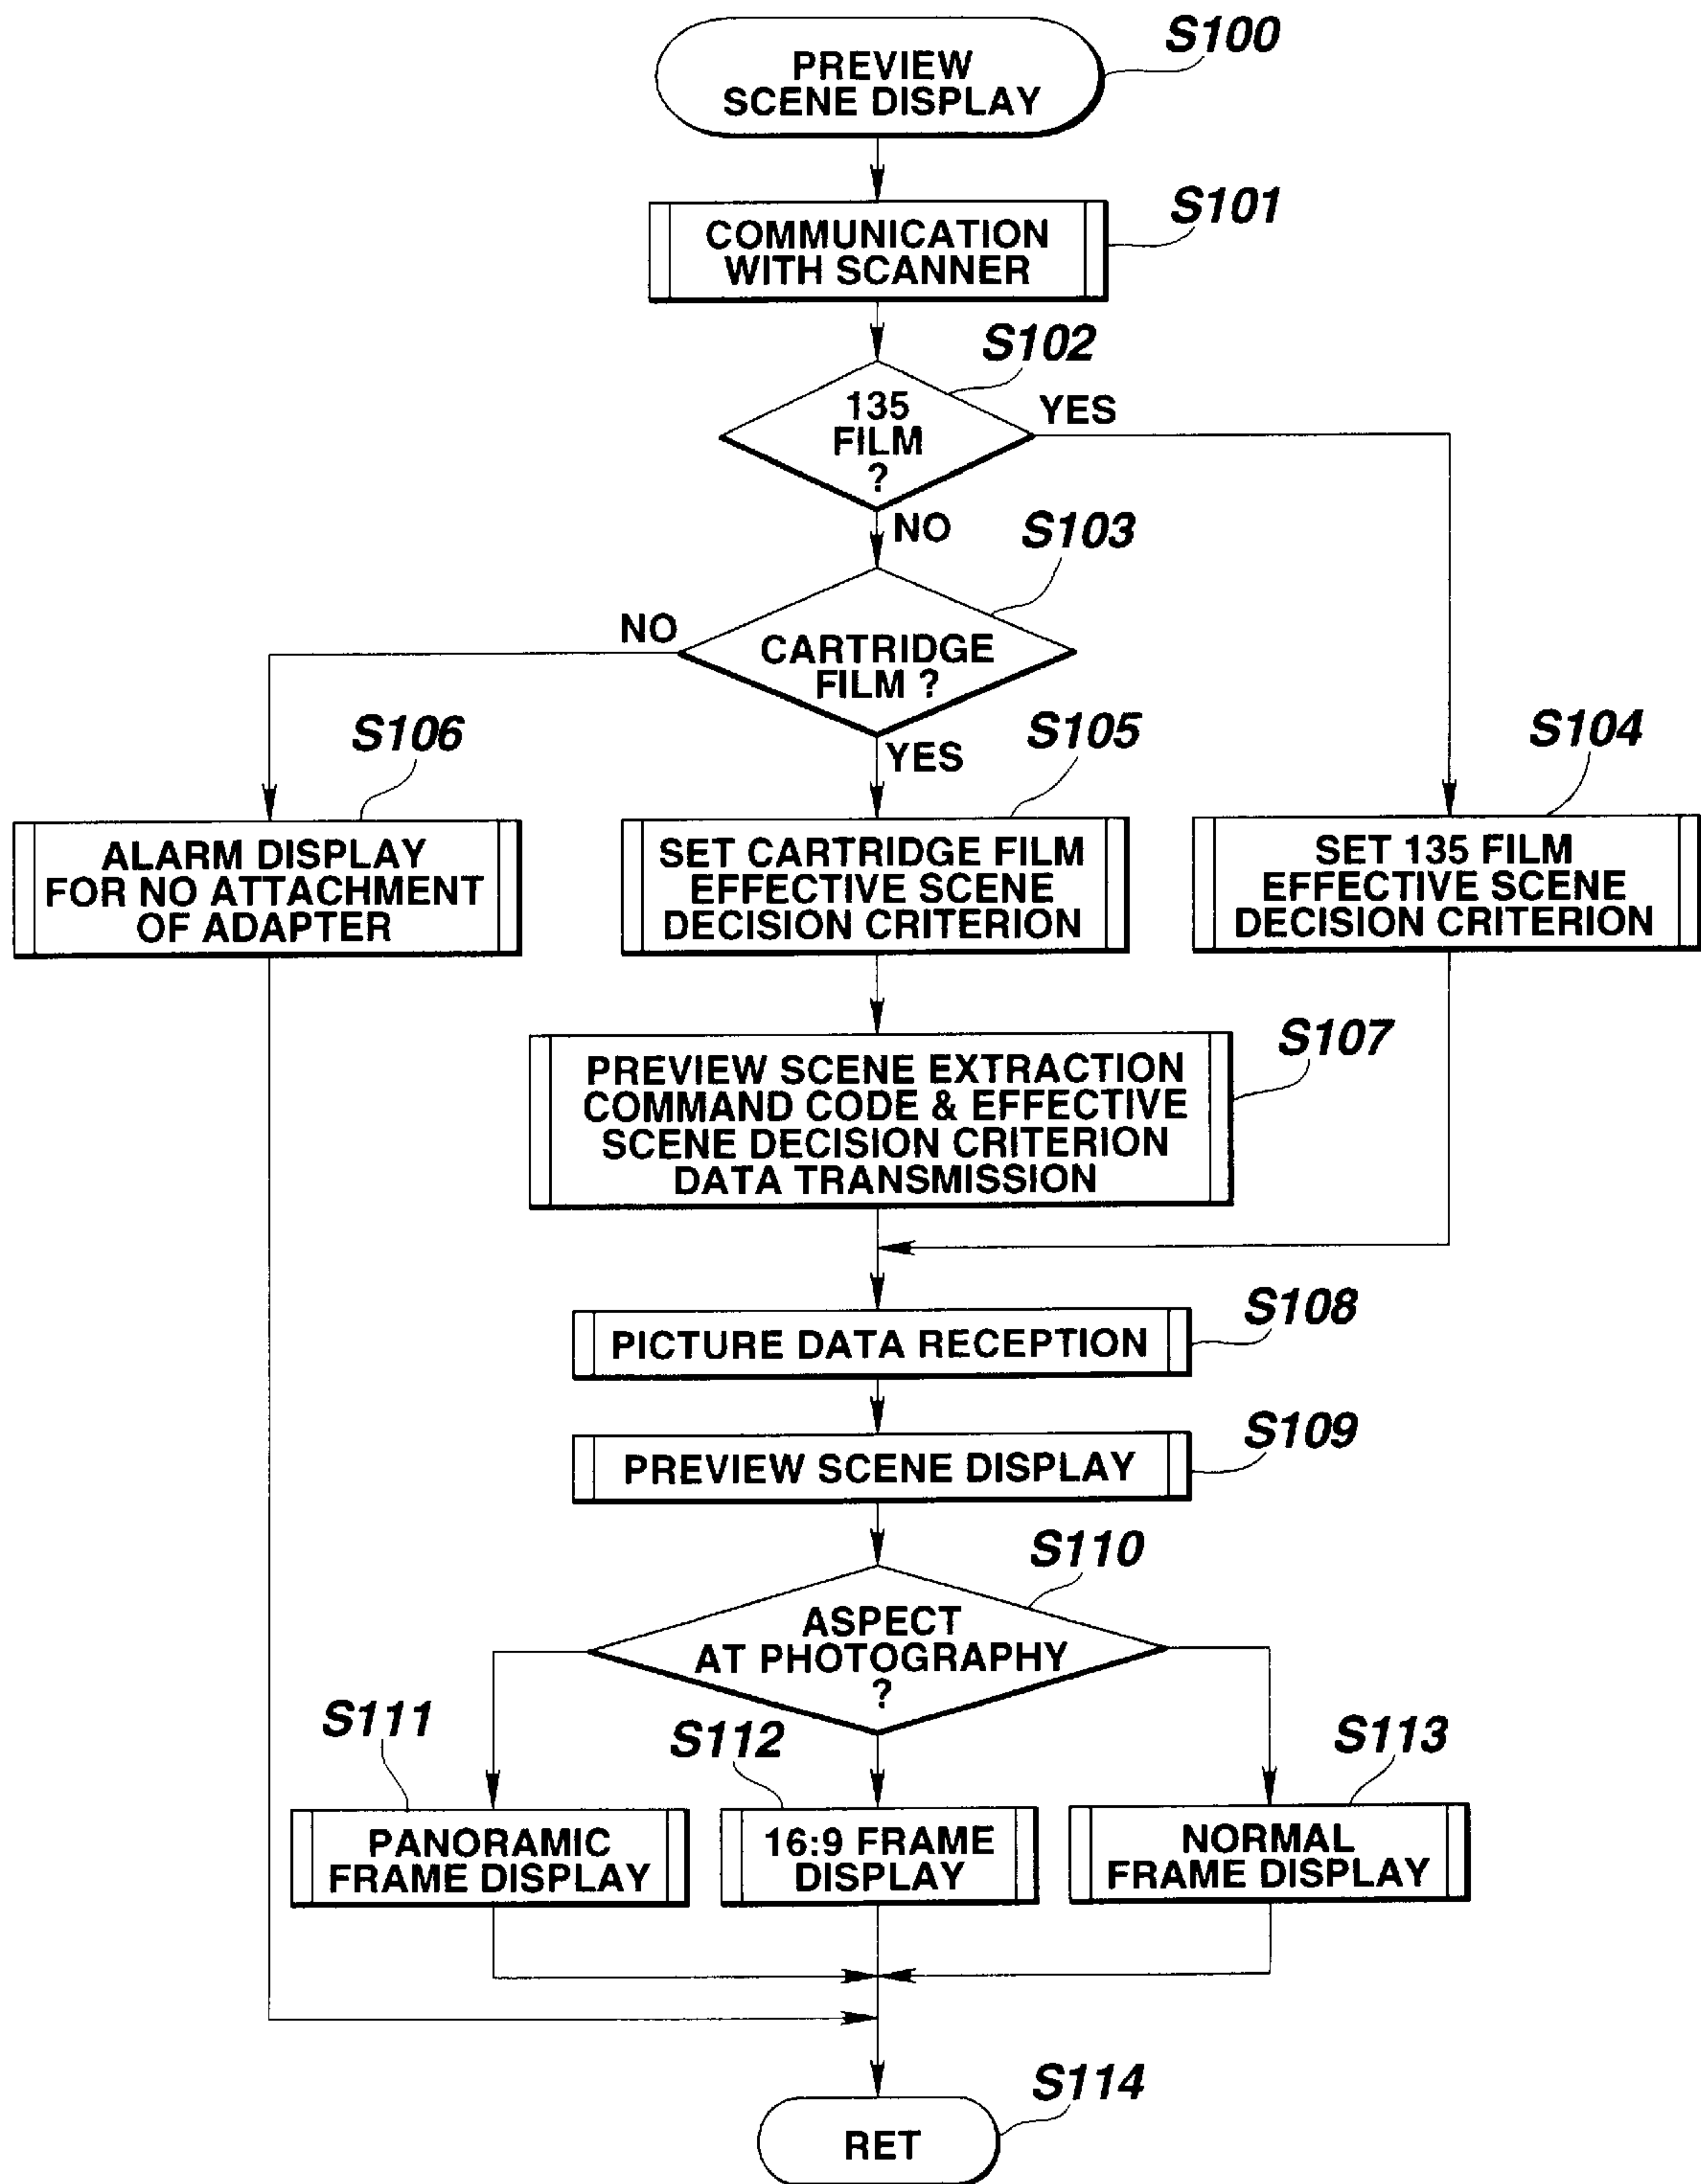 S100
PREVIEW
SCENE DISPLAY
S101
COMMUNICATION
WITH SCANNER
S102
135
FILM
?
YES
NO
S103
CARTRIDGE
FILM ?
NO
YES
S106
ALARM DISPLAY
FOR NO ATTACHMENT
OF ADAPTER
S105
SET CARTRIDGE FILM
EFFECTIVE SCENE
DECISION CRITERION
S104
SET 135 FILM
EFFECTIVE SCENE
DECISION CRITERION
S107
PREVIEW SCENE EXTRACTION
COMMAND CODE & EFFECTIVE
SCENE DECISION CRITERION
DATA TRANSMISSION
S108
PICTURE DATA RECEPTION
S109
PREVIEW SCENE DISPLAY
S110
ASPECT
AT PHOTOGRAPHY
?
S111
PANORAMIC
FRAME DISPLAY
S112
16:9 FRAME
DISPLAY
S113
NORMAL
FRAME DISPLAY
S114
RET